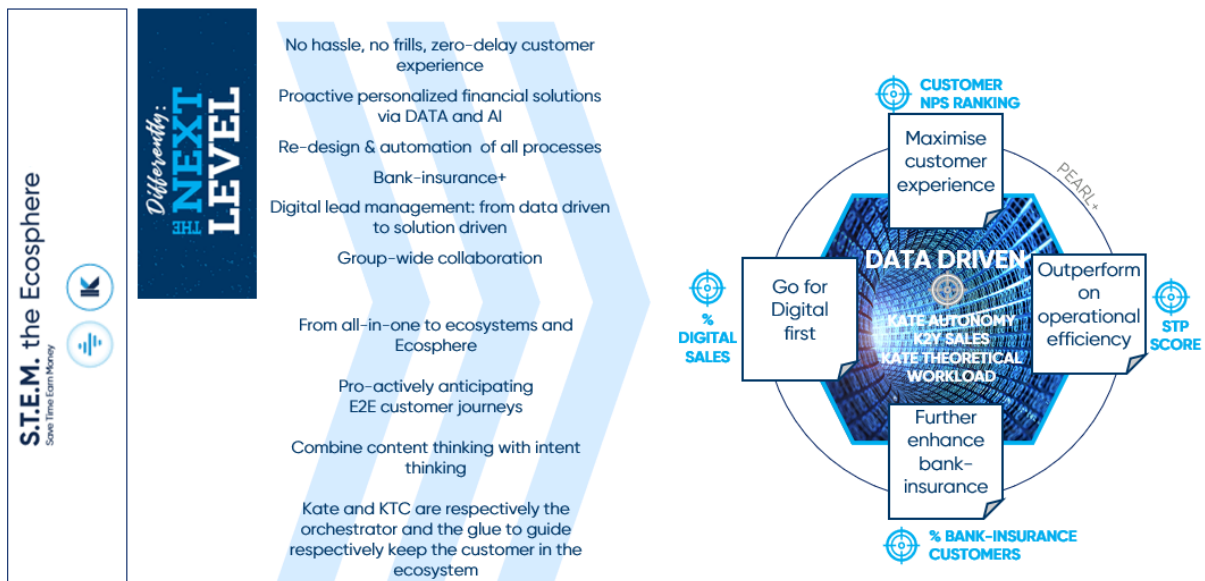 S.T.E.M. the Ecosphere
Save Time Earn Money
K
Differently:
THE NEXT
LEVEL
No hassle, no frills, zero-delay customer
experience
Proactive personalized financial solutions
via DATA and AI
Re-design & automation of all processes
Bank-insurance+
Digital lead management: from data driven
to solution driven
Group-wide collaboration
From all-in-one to ecosystems and
Ecosphere
Pro-actively anticipating
E2E customer journeys
Combine content thinking with intent
thinking
Kate and KTC are respectively the
orchestrator and the glue to guide
respectively keep the customer in the
ecosystem
CUSTOMER
NPS RANKING
Maximise
customer
experience
PEARL+
DATA DRIVEN
KATE AUTONOMY
K2Y SALES
KATE THEORETICAL
WORKLOAD
Go for
Digital
first
%
DIGITAL
SALES
Outperform
on
operational
efficiency
STP
SCORE
Further
enhance
bank-
insurance
% BANK-INSURANCE
CUSTOMERS